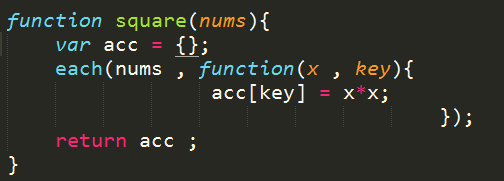 function square(nums){
var acc = {};
each(nums , function(x , key){
acc[key] = x*x;
});
return acc ;
}